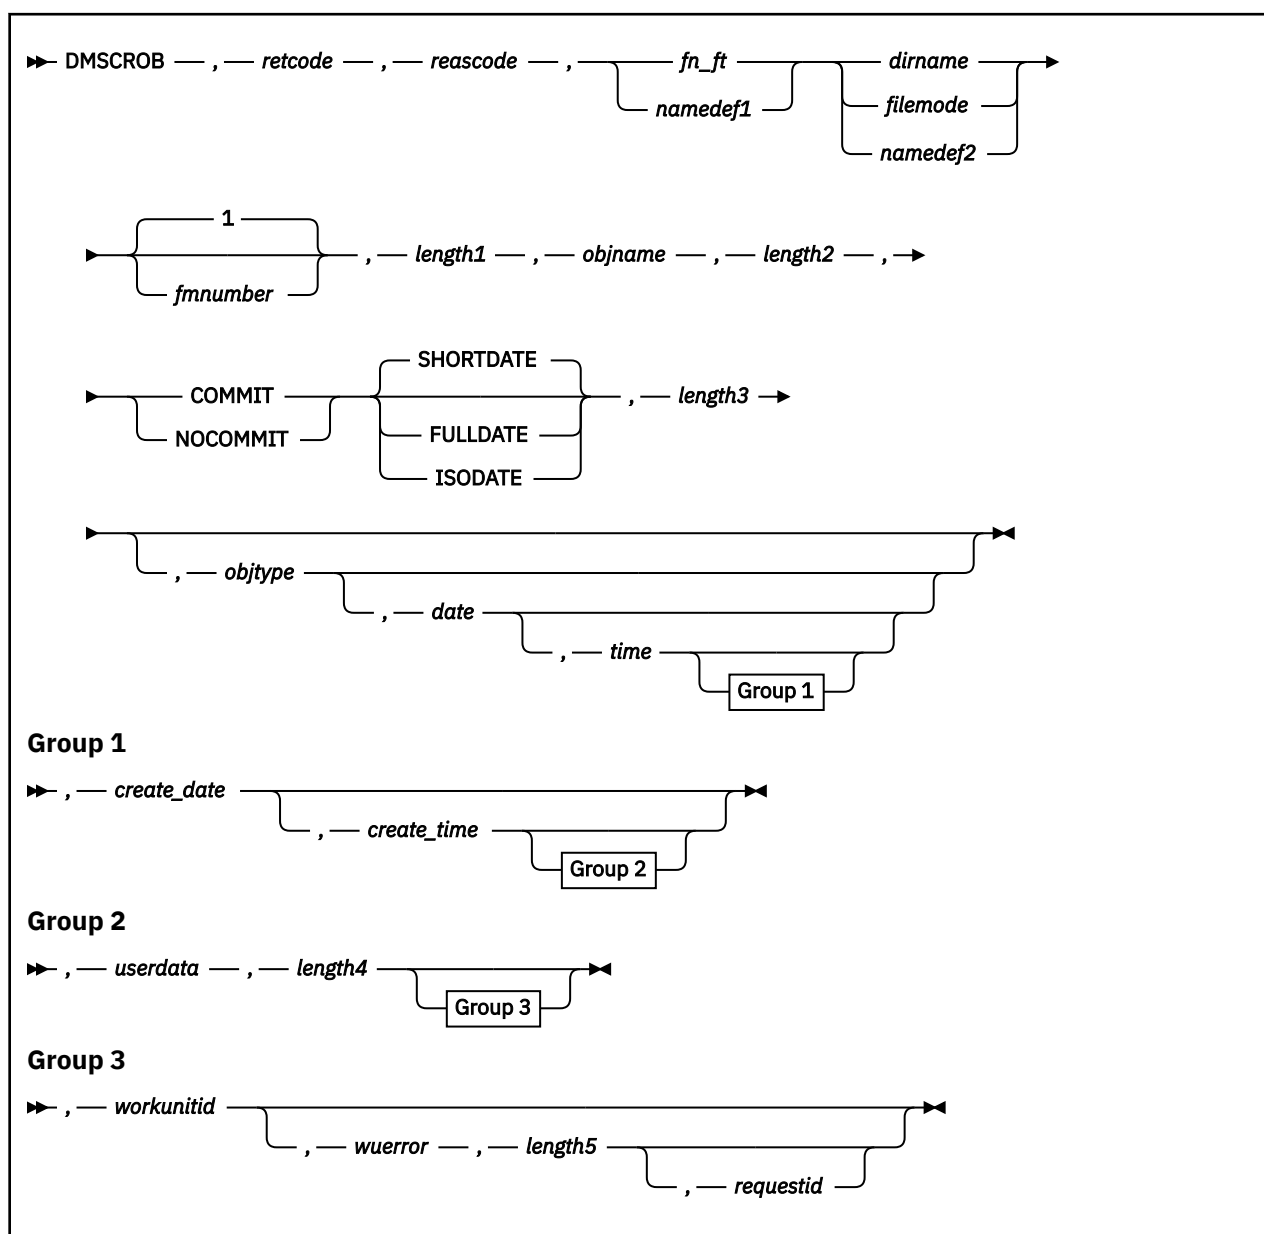 DMSCROB , retcode , reascode , fn_ft dirname
namedef1 filemode
namedef2
1
, length1 , objname , length2 ,
fmnumber
SHORTDATE
COMMIT , length3
NOCOMMIT FULLDATE
ISODATE
, objtype
, date
, time
Group 1
Group 1
, create_date
, create_time
Group 2
Group 2
, userdata , length4
Group 3
Group 3
, workunitid
, wuerror , length5
, requestid